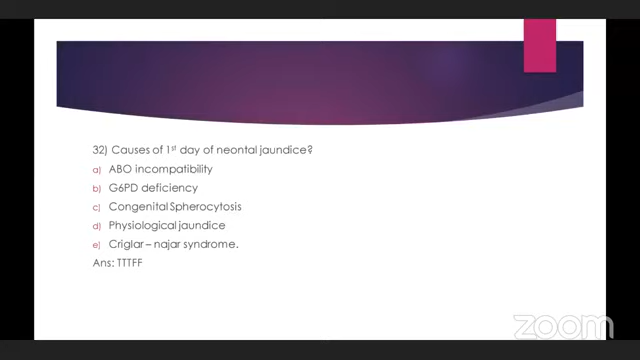 32) Causes of 1st day of neontal jaundice?
a) ABO incompatibility
b) G6PD deficiency
c) Congenital Spherocytosis
d) Physiological jaundice
e) Criglar – najar syndrome.
Ans: TTTFF
zoom